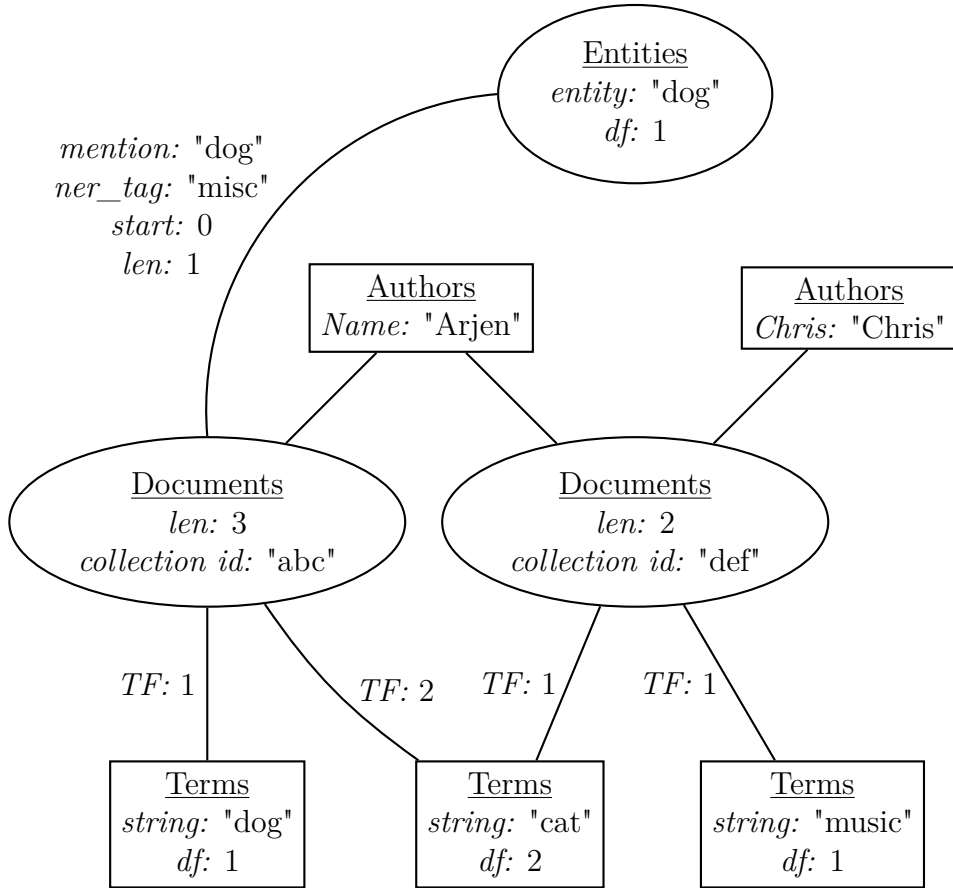 Entities
entity: "dog"
df: 1
mention: "dog"
ner_tag: "misc"
start: 0
len: 1
Authors
Name: "Arjen"
Authors
Chris: "Chris"
Documents
len: 3
collection id: "abc"
Documents
len: 2
collection id: "def"
TF: 1
TF: 2
TF: 1
TF: 1
Terms
string: "dog"
df: 1
Terms
string: "cat"
df: 2
Terms
string: "music"
df: 1